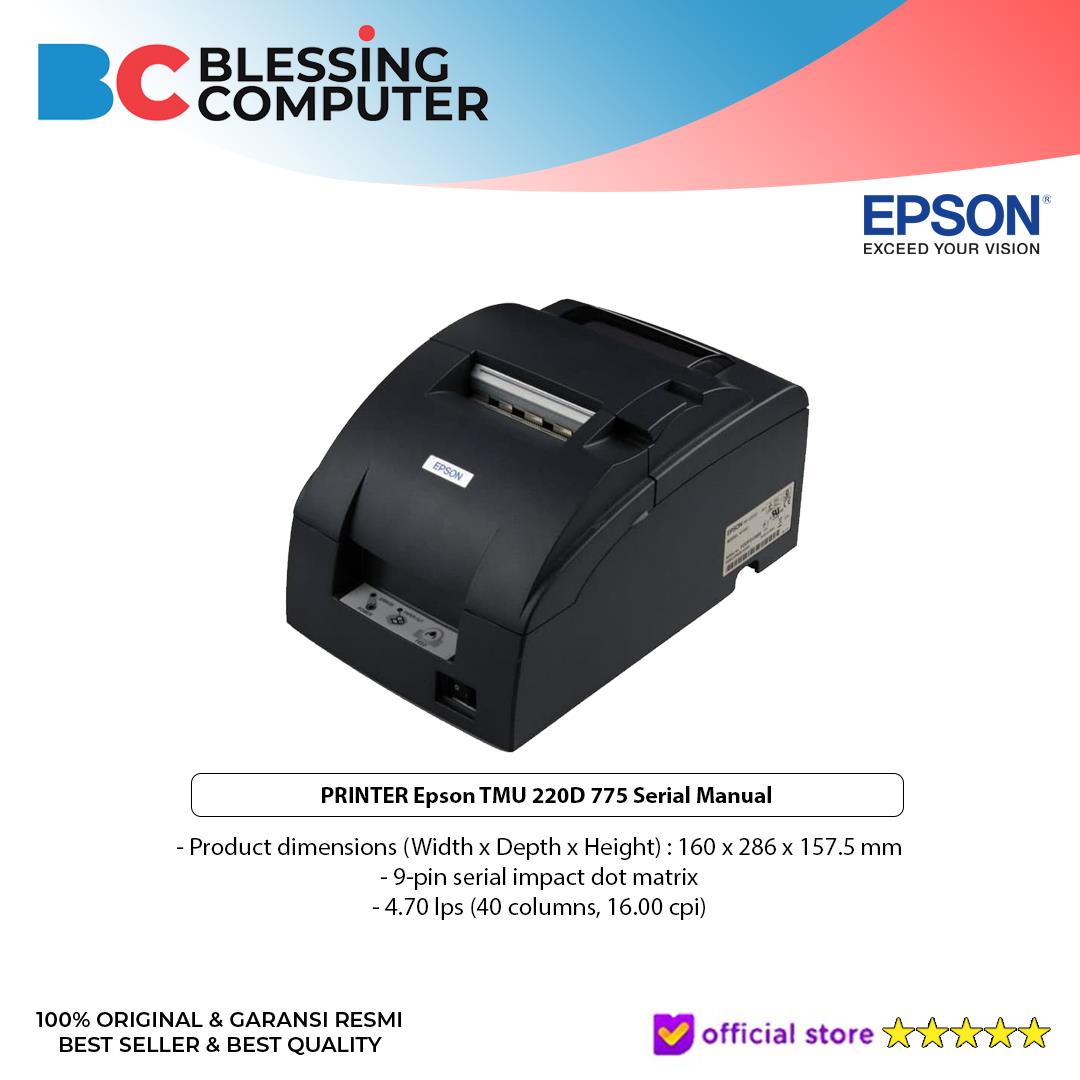 BC BLESSING
COMPUTER
EPSON®
EXCEED YOUR VISION
EPSON
EPSON
PRINTER Epson TMU 220D 775 Serial Manual
- Product dimensions (Width x Depth x Height) : 160 x 286 x 157.5 mm
- 9-pin serial impact dot matrix
- 4.70 lps (40 columns, 16.00 cpi)
100% ORIGINAL & GARANSI RESMI
BEST SELLER & BEST QUALITY
official store